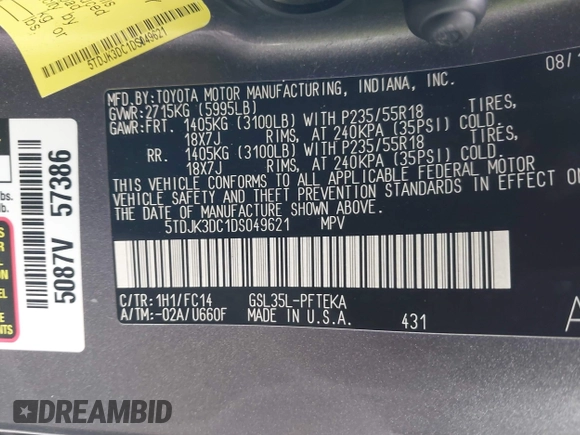 5TDJK3DC1DS049621
MFD.BY:TOYOTA MOTOR MANUFACTURING, INDIANA, INC. 08/
GVWR:2715KG (5995LB)
GAWR:FRT. 1405KG (3100LB) WITH P235/55R18 TIRES,
18X7J RIMS, AT 240KPA (35PSI) COLD.
RR. 1405KG (3100LB) WITH P235/55R18 TIRES,
18X7J RIMS, AT 240KPA (35PSI) COLD.
THIS VEHICLE CONFORMS TO ALL APPLICABLE FEDERAL MOTOR
VEHICLE SAFETY AND THEFT PREVENTION STANDARDS IN EFFECT ON
THE DATE OF MANUFACTURE SHOWN ABOVE.
5TDJK3DC1DS049621 MPV
C/TR:1H1/FC14 GSL35L-PFTEKA
A/TM:-02A/U660F MADE IN U.S.A. 431
5087V 57386
DREAMBID